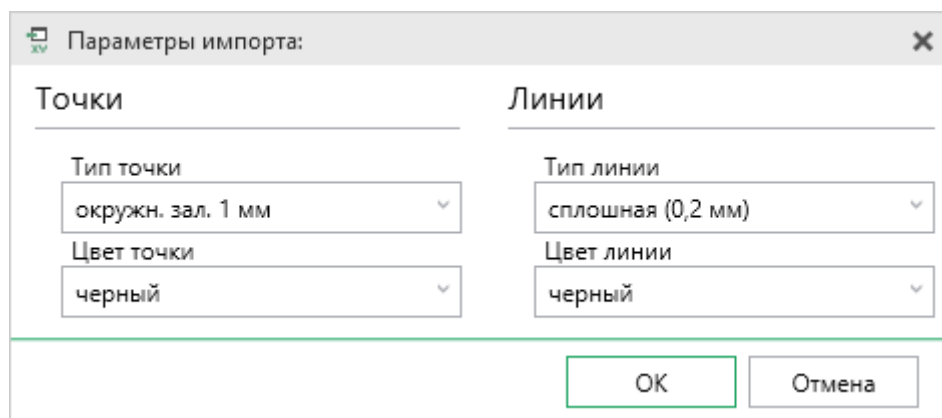 XY Параметры импорта:
Точки
Тип точки
окружн. зал. 1 мм
Цвет точки
черный
Линии
Тип линии
сплошная (0,2 мм)
Цвет линии
черный
ОК
Отмена